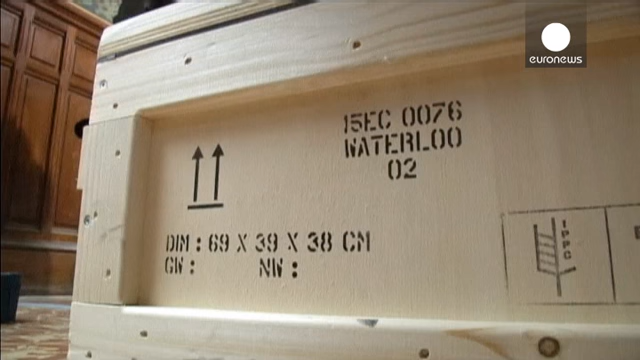 euronews
15EC 0076
WATERLOO
02
DIM : 69 X 39 X 38 CM
GW : NW :
IPPC